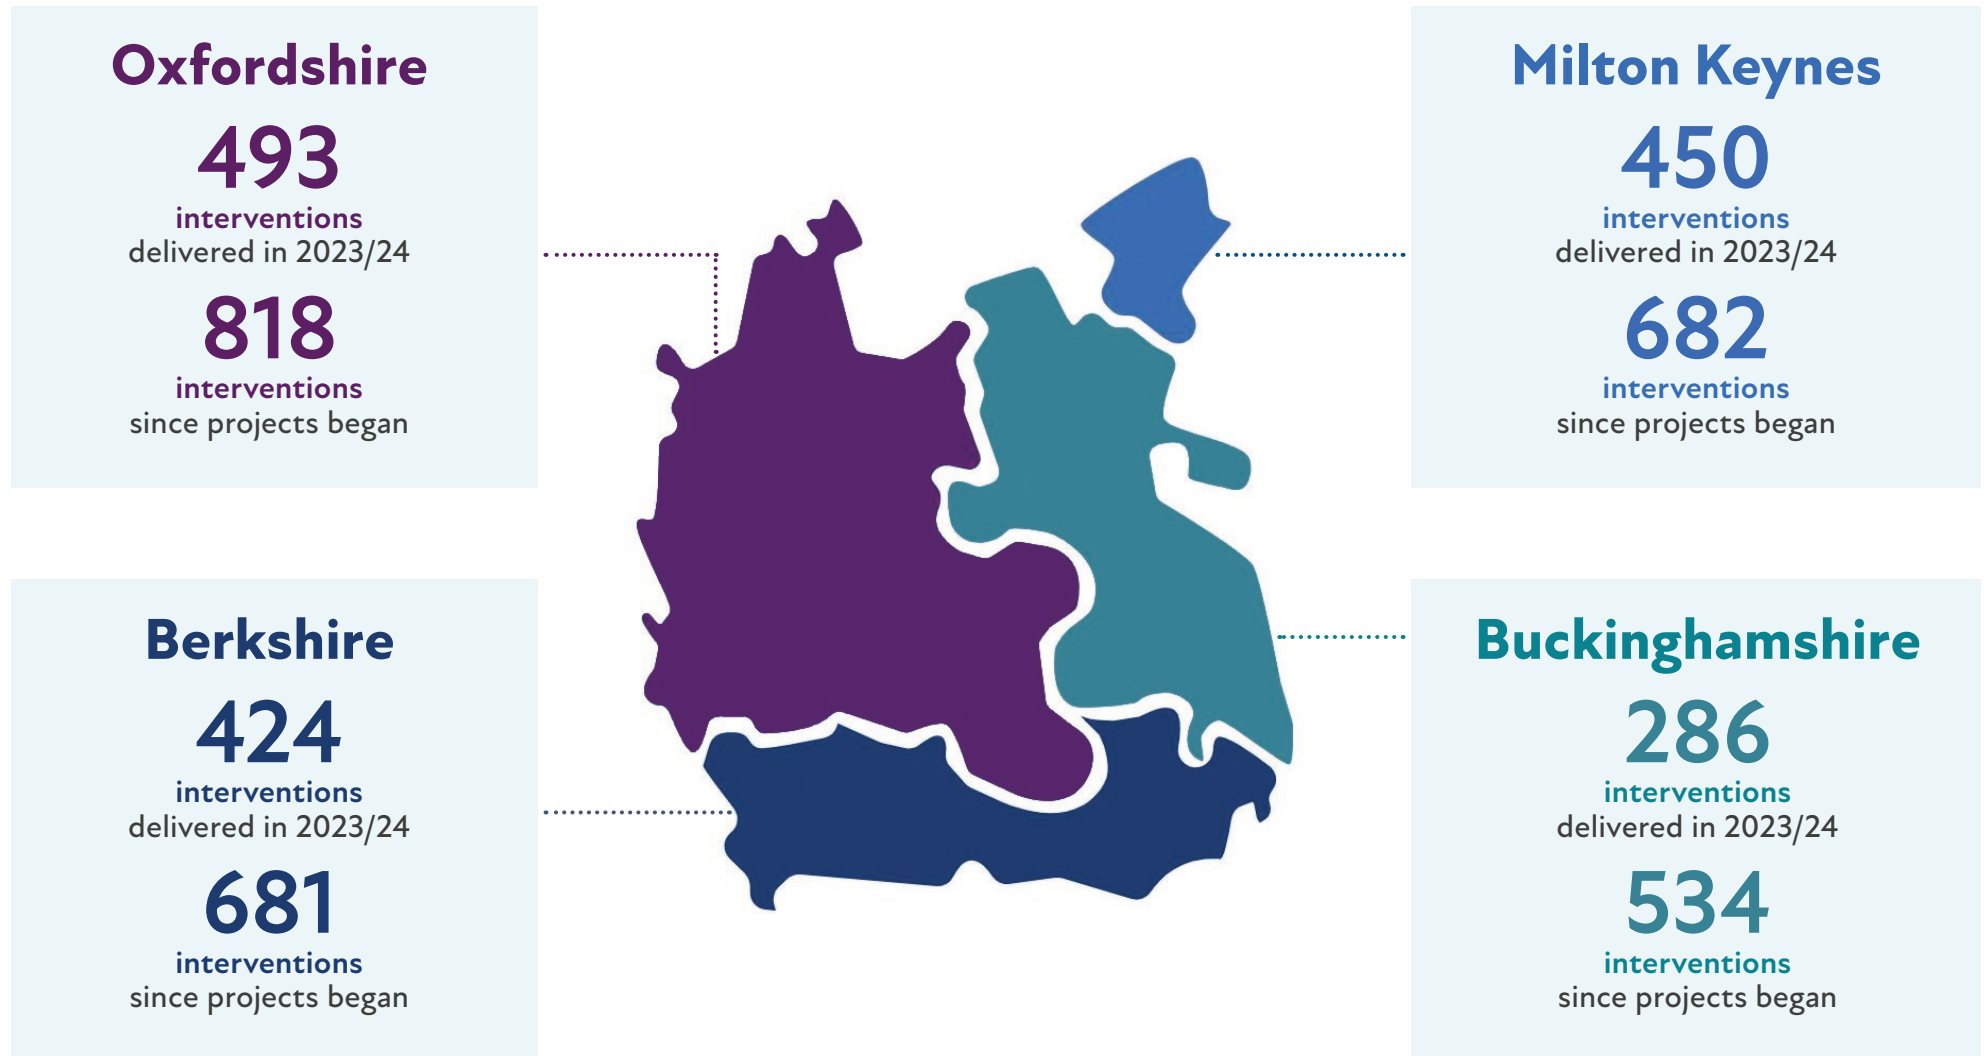 Oxfordshire
493
interventions
delivered in 2023/24
818
interventions
since projects began
Milton Keynes
450
interventions
delivered in 2023/24
682
interventions
since projects began
Berkshire
424
interventions
delivered in 2023/24
681
interventions
since projects began
Buckinghamshire
286
interventions
delivered in 2023/24
534
interventions
since projects began